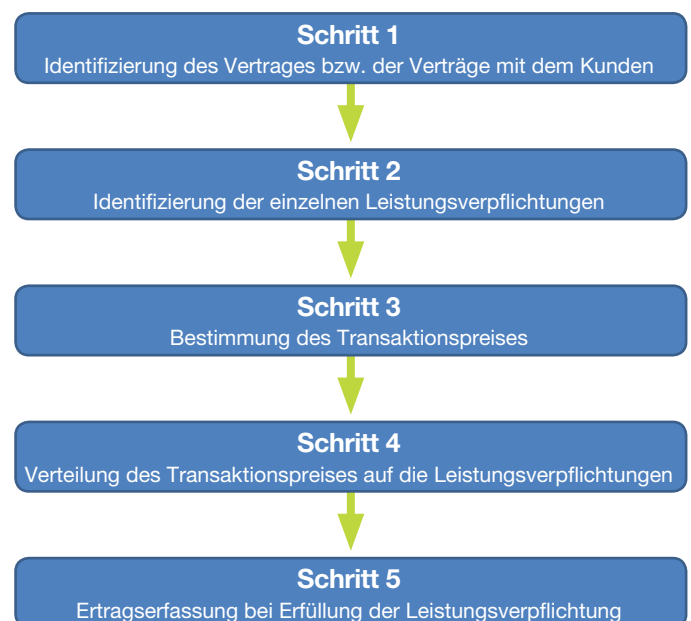 Schritt 1
Identifizierung des Vertrages bzw. der Verträge mit dem Kunden
Schritt 2
Identifizierung der einzelnen Leistungsverpflichtungen
Schritt 3
Bestimmung des Transaktionspreises
Schritt 4
Verteilung des Transaktionspreises auf die Leistungsverpflichtungen
Schritt 5
Ertragserfassung bei Erfüllung der Leistungsverpflichtung